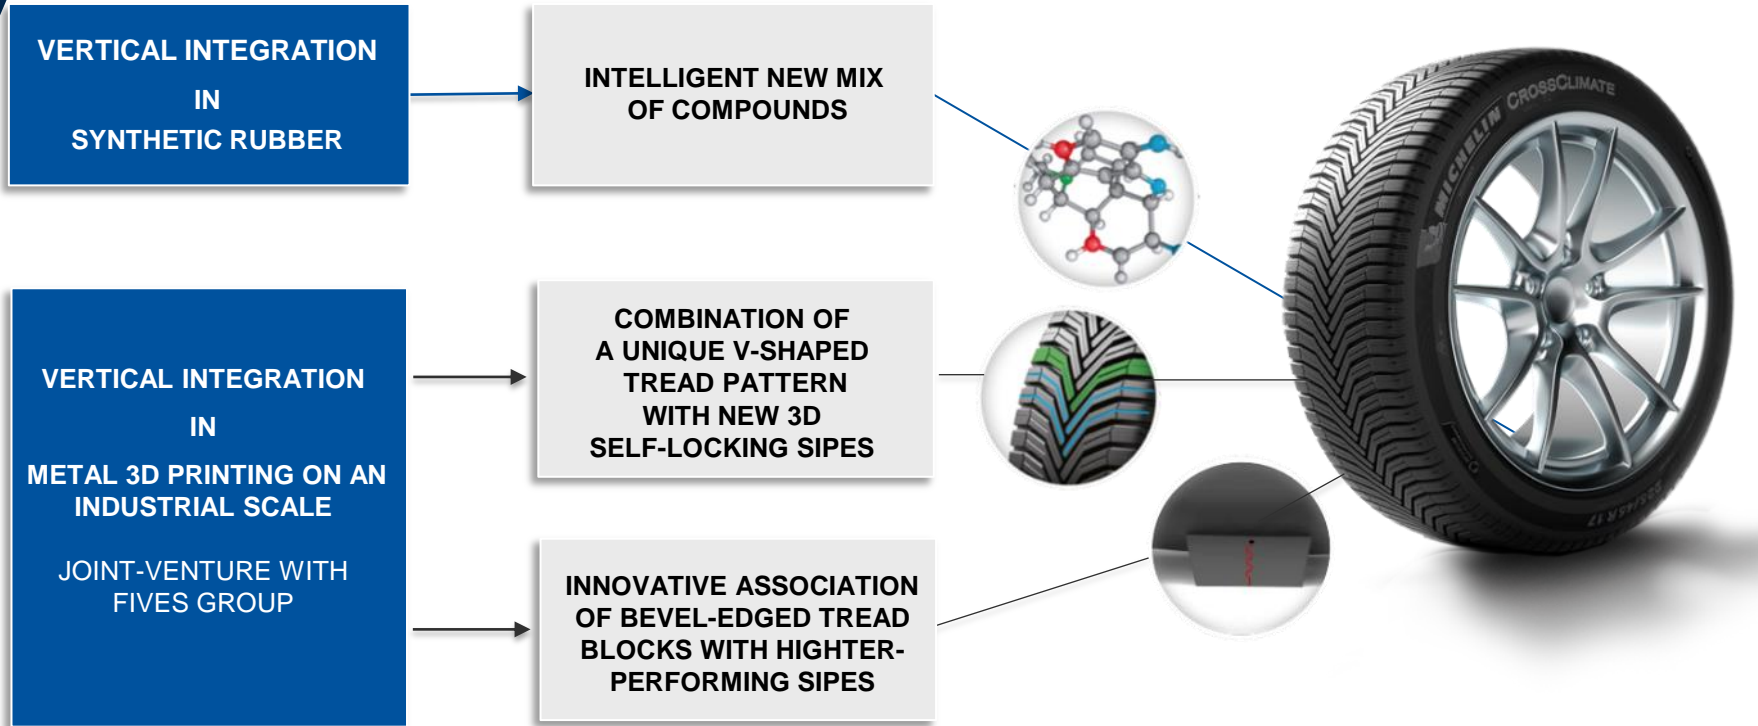 VERTICAL INTEGRATION
IN
SYNTHETIC RUBBER
INTELLIGENT NEW MIX
OF COMPOUNDS
VERTICAL INTEGRATION
IN
METAL 3D PRINTING ON AN
INDUSTRIAL SCALE
JOINT-VENTURE WITH
FIVES GROUP
COMBINATION OF
A UNIQUE V-SHAPED
TREAD PATTERN
WITH NEW 3D
SELF-LOCKING SIPES
INNOVATIVE ASSOCIATION
OF BEVEL-EDGED TREAD
BLOCKS WITH HIGHTER-
PERFORMING SIPES
MICHELIN CROSSCLIMATE